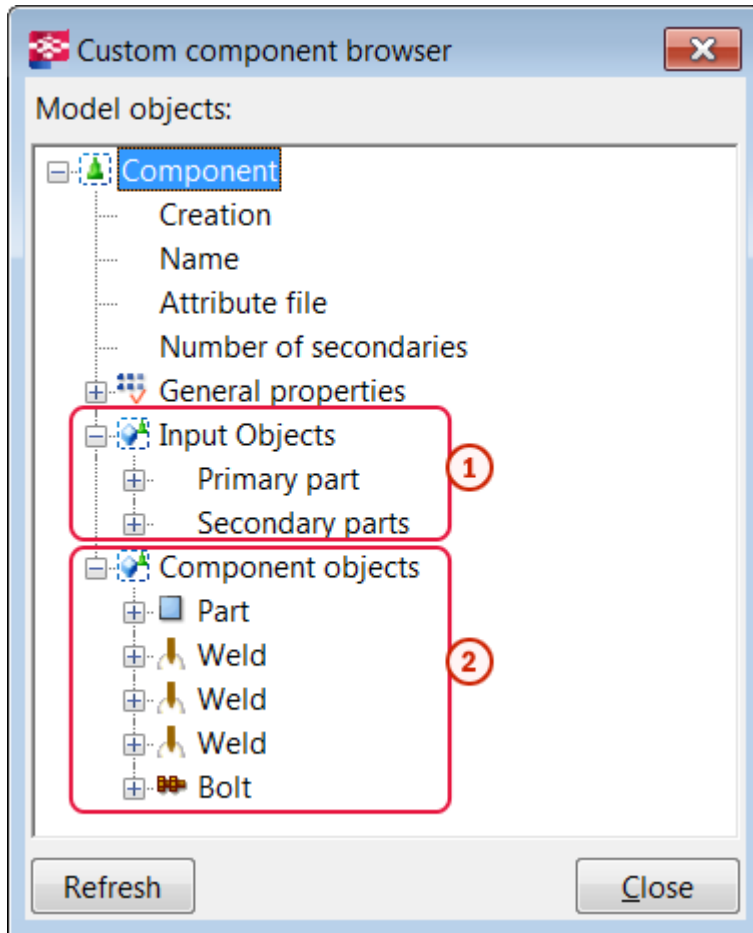 Custom component browser
Model objects:
Component
Creation
Name
Attribute file
Number of secondaries
General properties
Input Objects
Primary part
1
Secondary parts
Component objects
Part
Weld
2
Weld
Weld
Bolt
Refresh
Close